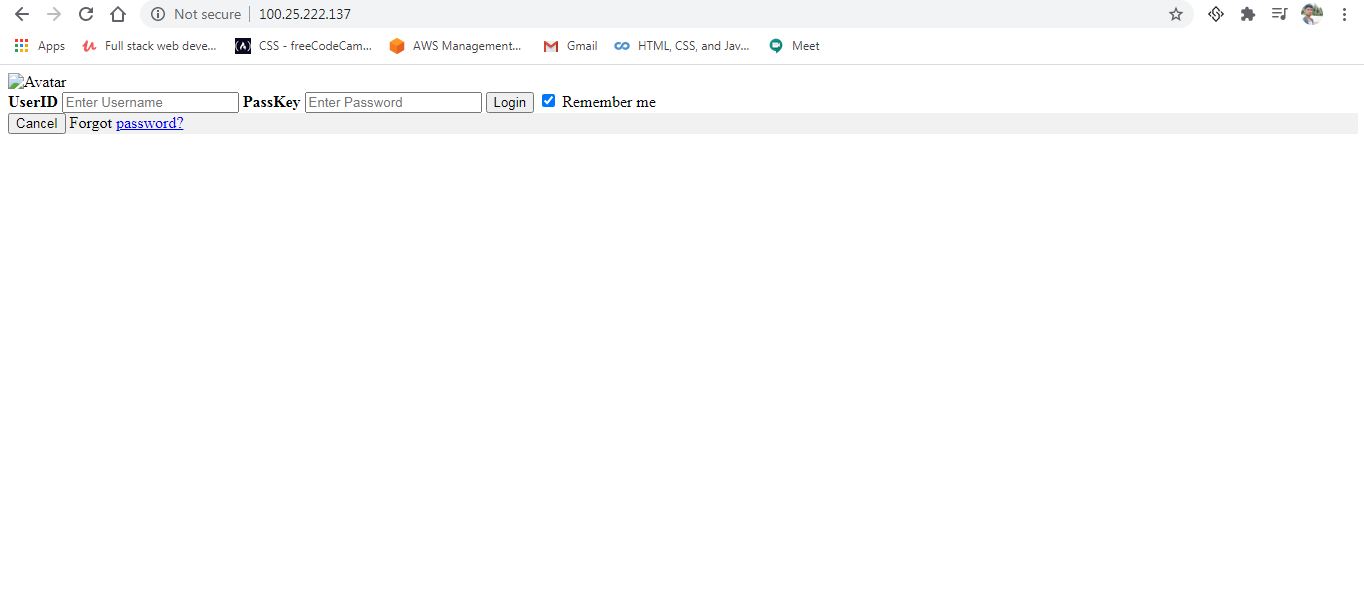 Not secure 100.25.222.137
Apps Full stack web deve... CSS - freeCodeCam... AWS Management... Gmail HTML, CSS, and Jav... Meet
Avatar
UserID Enter Username PassKey Enter Password Login Remember me
Cancel Forgot password?